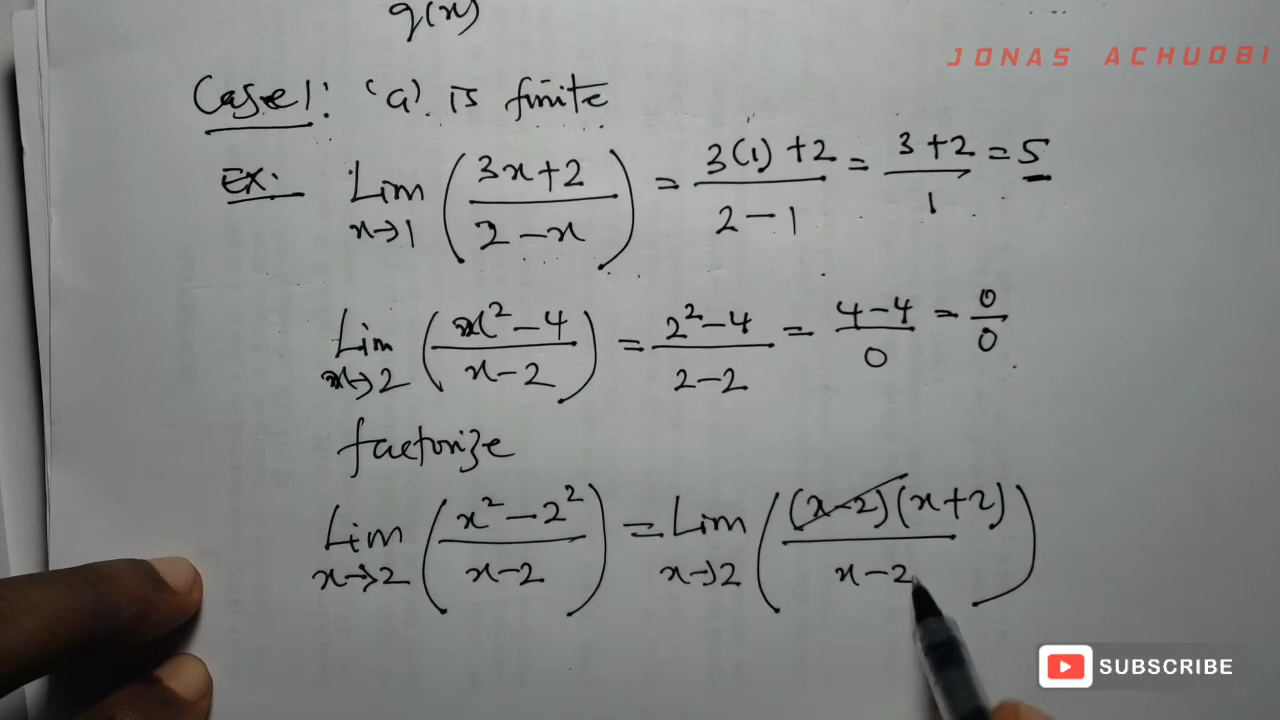 q(x)
JONAS ACHUOBI
Case 1: 'a' is finite
Ex: Lim x→1 (3x+2 / 2-x) = 3(1)+2 / 2-1 = 3+2 / 1 = 5
Lim x→2 (x²-4 / x-2) = 2²-4 / 2-2 = 4-4 / 0 = 0/0
factorize
Lim x→2 (x²-2² / x-2) = Lim x→2 ((x-2)(x+2) / x-2)
SUBSCRIBE